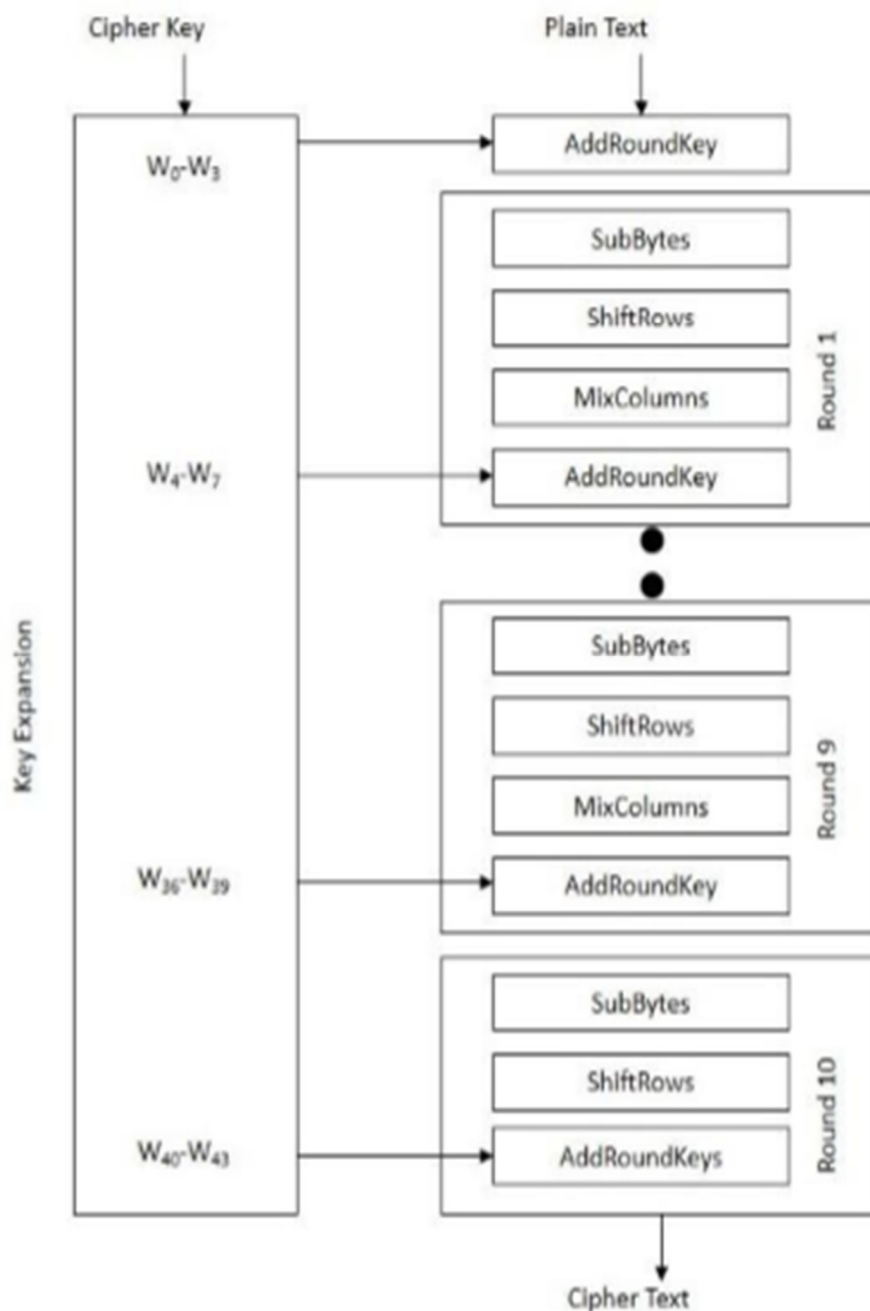 Cipher Key
Plain Text
W₀-W₃
AddRoundKey
SubBytes
ShiftRows
MixColumns
W₄-W₇
AddRoundKey
Round 1
SubBytes
ShiftRows
MixColumns
W₃₆-W₃₉
AddRoundKey
Round 9
Key Expansion
SubBytes
ShiftRows
W₄₀-W₄₃
AddRoundKeys
Round 10
Cipher Text